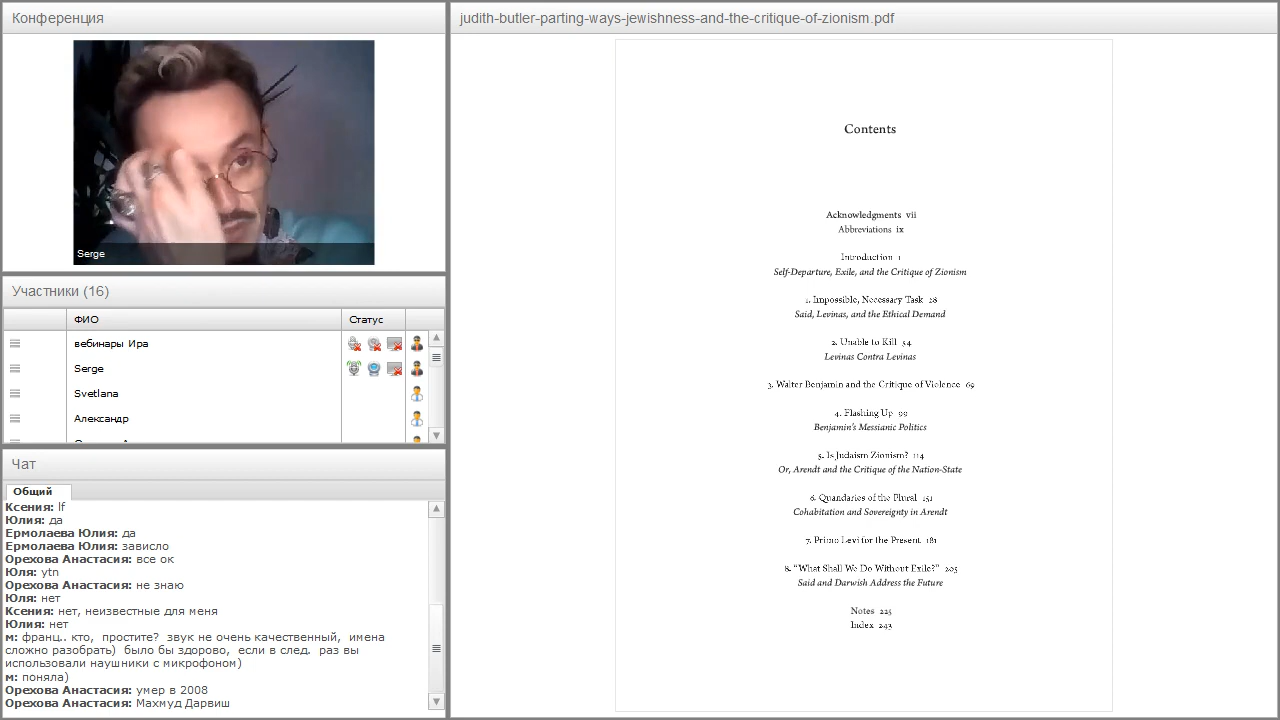 Конференция
Serge
Участники (16)
ФИО
Статус
вебинары Ира
Serge
Svetlana
Александр
Чат
Общий
Ксения: lf
Юлия: да
Ермолаева Юлия: да
Ермолаева Юлия: зависло
Орехова Анастасия: все ок
Юля: ytn
Орехова Анастасия: не знаю
Юля: нет
Ксения: нет, неизвестные для меня
Юлия: нет
м: франц.. кто, простите? звук не очень качественный, имена
сложно разобрать) было бы здорово, если в след. раз вы
использовали наушники с микрофоном)
м: поняла)
Орехова Анастасия: умер в 2008
Орехова Анастасия: Махмуд Дарвиш
judith-butler-parting-ways-jewishness-and-the-critique-of-zionism.pdf
Contents
Acknowledgments vii
Abbreviations ix
Introduction 1
Self-Departure, Exile, and the Critique of Zionism
1. Impossible, Necessary Task 28
Said, Levinas, and the Ethical Demand
2. Unable to Kill 54
Levinas Contra Levinas
3. Walter Benjamin and the Critique of Violence 69
4. Flashing Up 99
Benjamin's Messianic Politics
5. Is Judaism Zionism? 114
Or, Arendt and the Critique of the Nation-State
6. Quandaries of the Plural 151
Cohabitation and Sovereignty in Arendt
7. Primo Levi for the Present 181
8. "What Shall We Do Without Exile?" 205
Said and Darwish Address the Future
Notes 225
Index 243